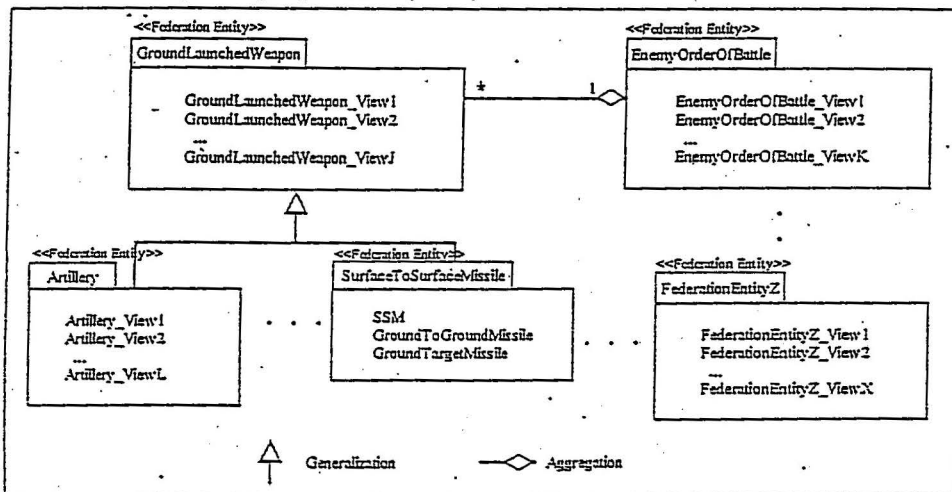 <<Federation Entity>>
GroundLaunchedWeapon
GroundLaunchedWeapon_View1
GroundLaunchedWeapon_View2
...
GroundLaunchedWeapon_ViewJ
* 1
<<Federation Entity>>
EnemyOrderOfBattle
EnemyOrderOfBattle_View1
EnemyOrderOfBattle_View2
...
EnemyOrderOfBattle_ViewK
<<Federation Entity>>
Artillery
Artillery_View1
Artillery_View2
...
Artillery_ViewL
<<Federation Entity>>
SurfaceToSurfaceMissile
SSM
GroundToGroundMissile
GroundTargetMissile
<<Federation Entity>>
FederationEntityZ
FederationEntityZ_View1
FederationEntityZ_View2
...
FederationEntityZ_ViewX
Generalization
Aggregation